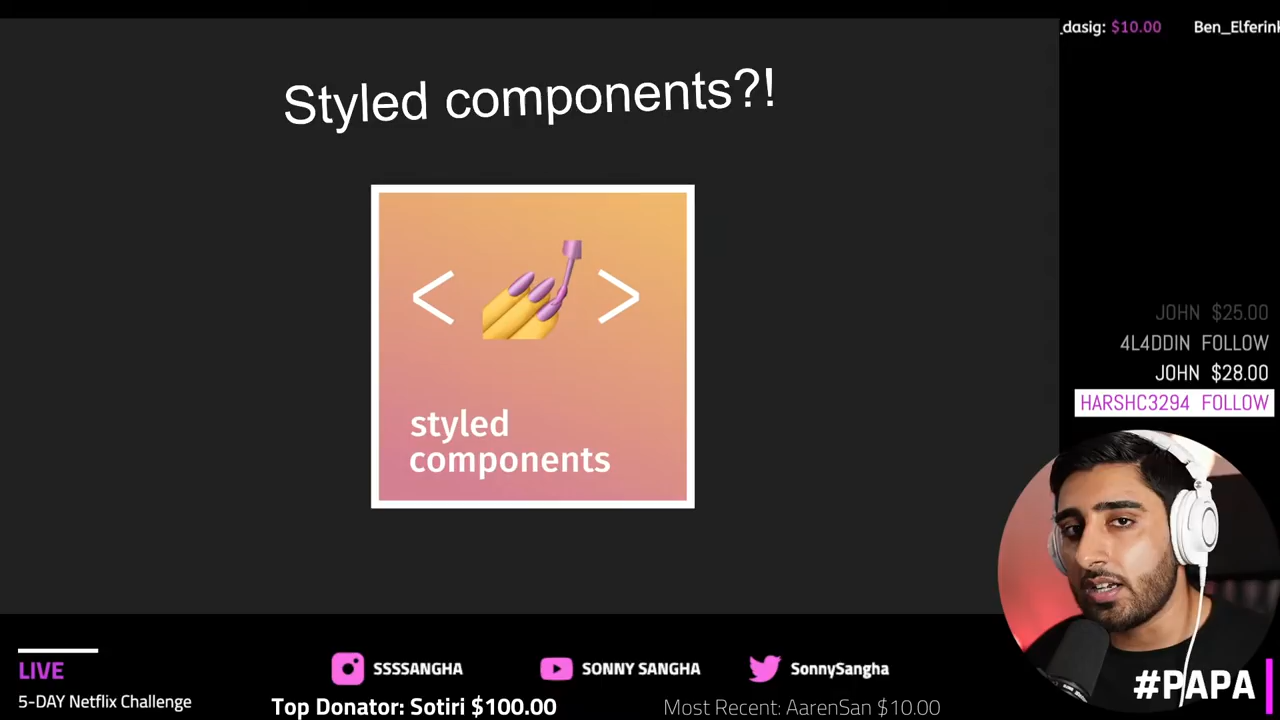 _dasig: $10.00 Ben_Elferink
Styled components?!
< >
styled
components
JOHN $25.00
4L4DDIN FOLLOW
JOHN $28.00
HARSHC3294 FOLLOW
LIVE
5-DAY Netflix Challenge
SSSSANGHA
SONNY SANGHA
SonnySangha
Top Donator: Sotiri $100.00
Most Recent: AarenSan $10.00
#PAPA